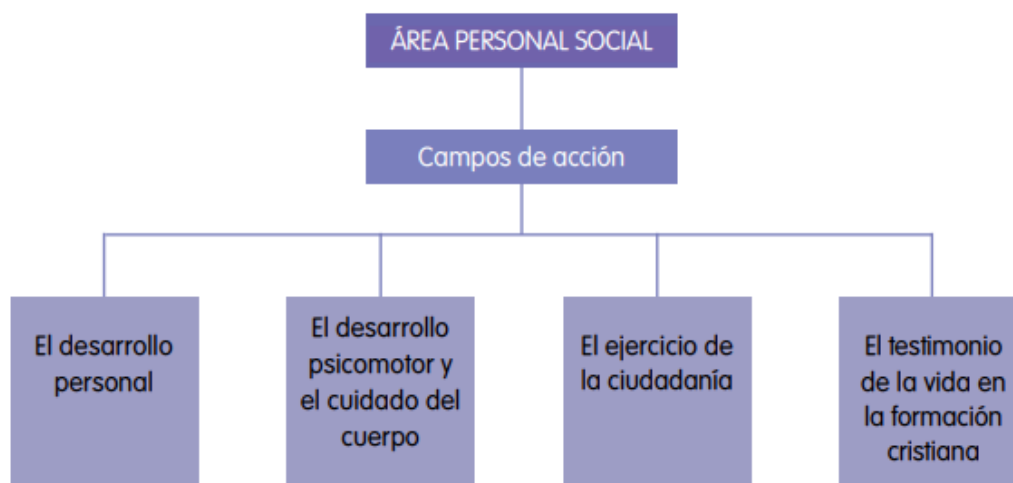 ÁREA PERSONAL SOCIAL
Campos de acción
El desarrollo
personal
El desarrollo
psicomotor y
el cuidado del
cuerpo
El ejercicio de
la ciudadanía
El testimonio
de la vida en
la formación
cristiana